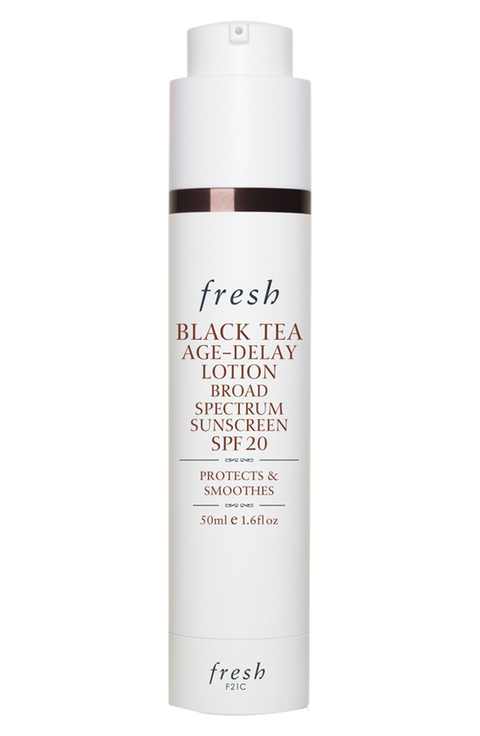 fresh
BLACK TEA
AGE-DELAY
LOTION
BROAD
SPECTRUM
SUNSCREEN
SPF 20
PROTECTS &
SMOOTHES
50ml e 1.6fl oz
fresh
F21C